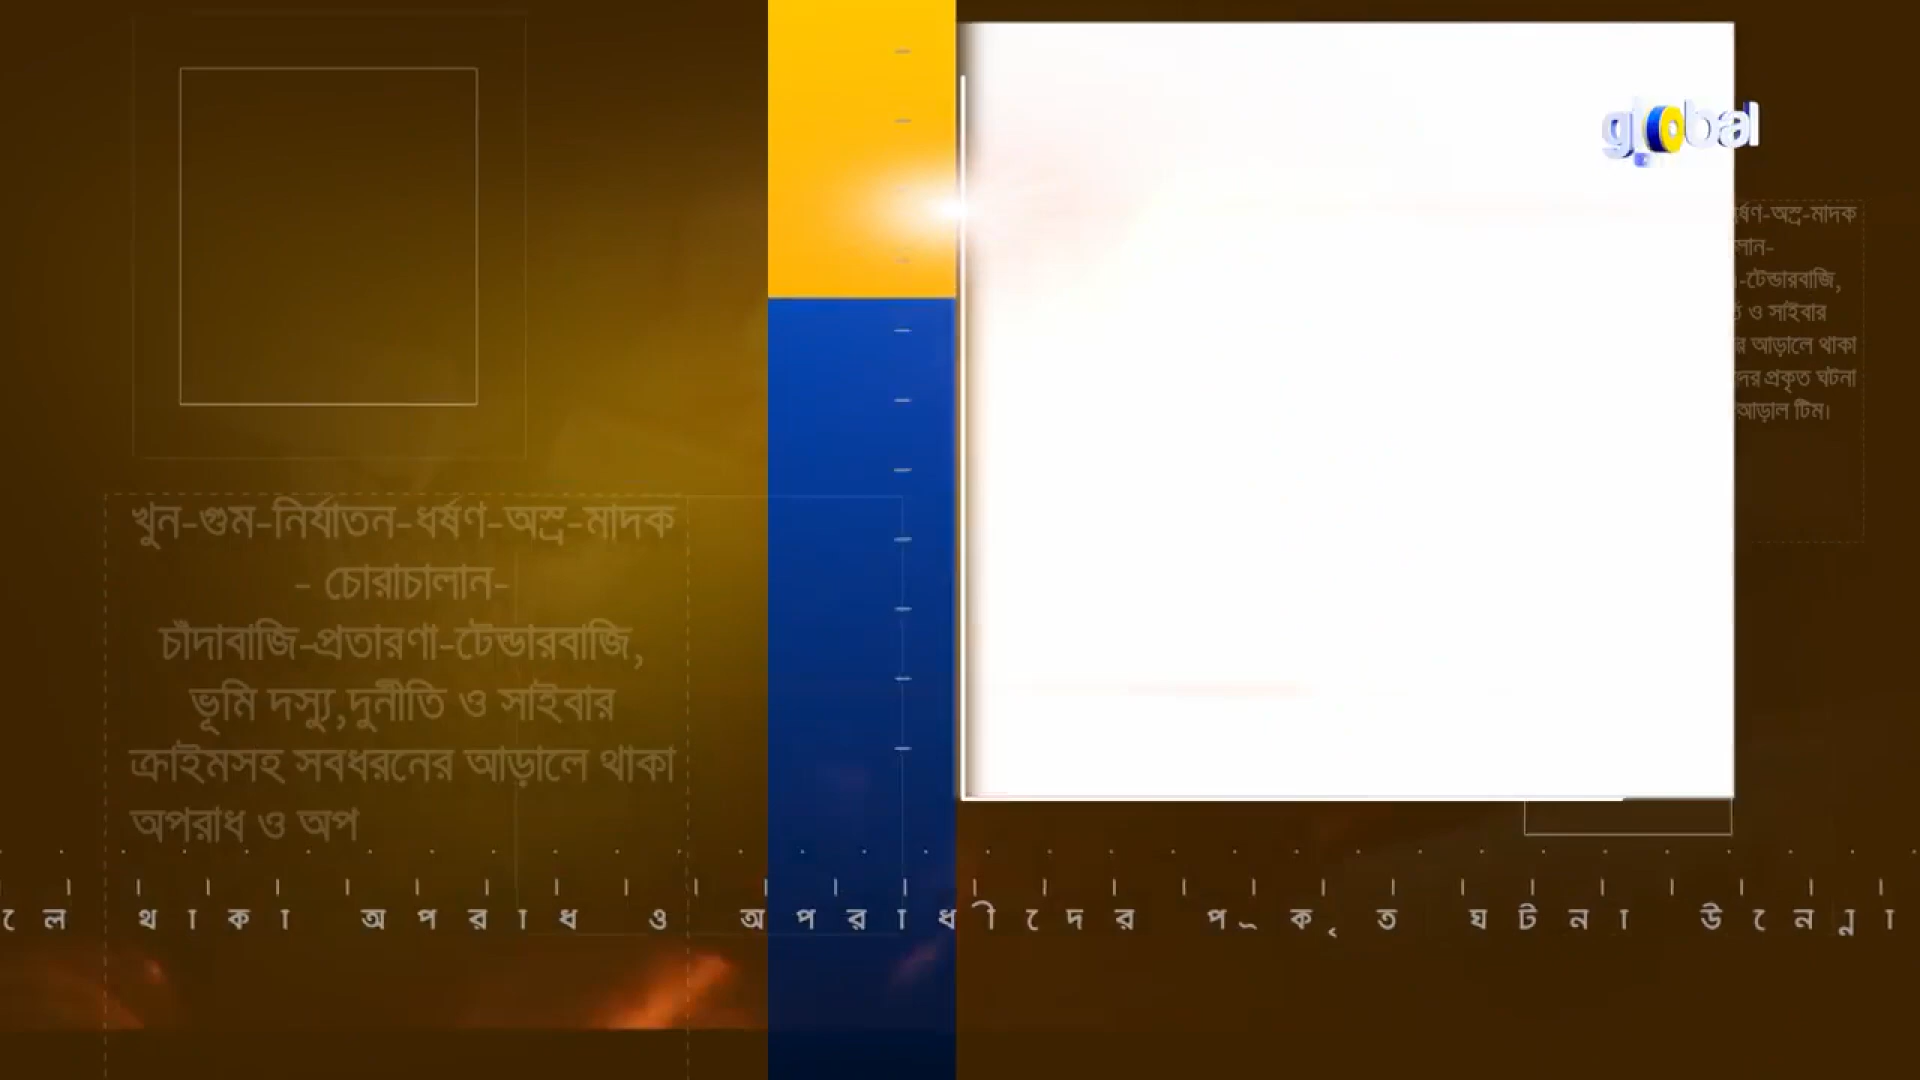 global
খুন-গুম-নির্যাতন-ধর্ষণ-অস্ত্র-মাদক
- চোরাচালান-
চাঁদাবাজি-প্রতারণা-টেন্ডারবাজি,
ভূমি দস্যু,দুর্নীতি ও সাইবার
ক্রাইমসহ সবধরনের আড়ালে থাকা
অপরাধ ও অপ
র্ষণ-অস্ত্র-মাদক
লান-
-টেন্ডারবাজি,
ও সাইবার
আড়ালে থাকা
দের প্রকৃত ঘটনা
আড়াল টিম।
লে থাকা অপরাধ ও অপরাধীদের প্রকৃত ঘটনা